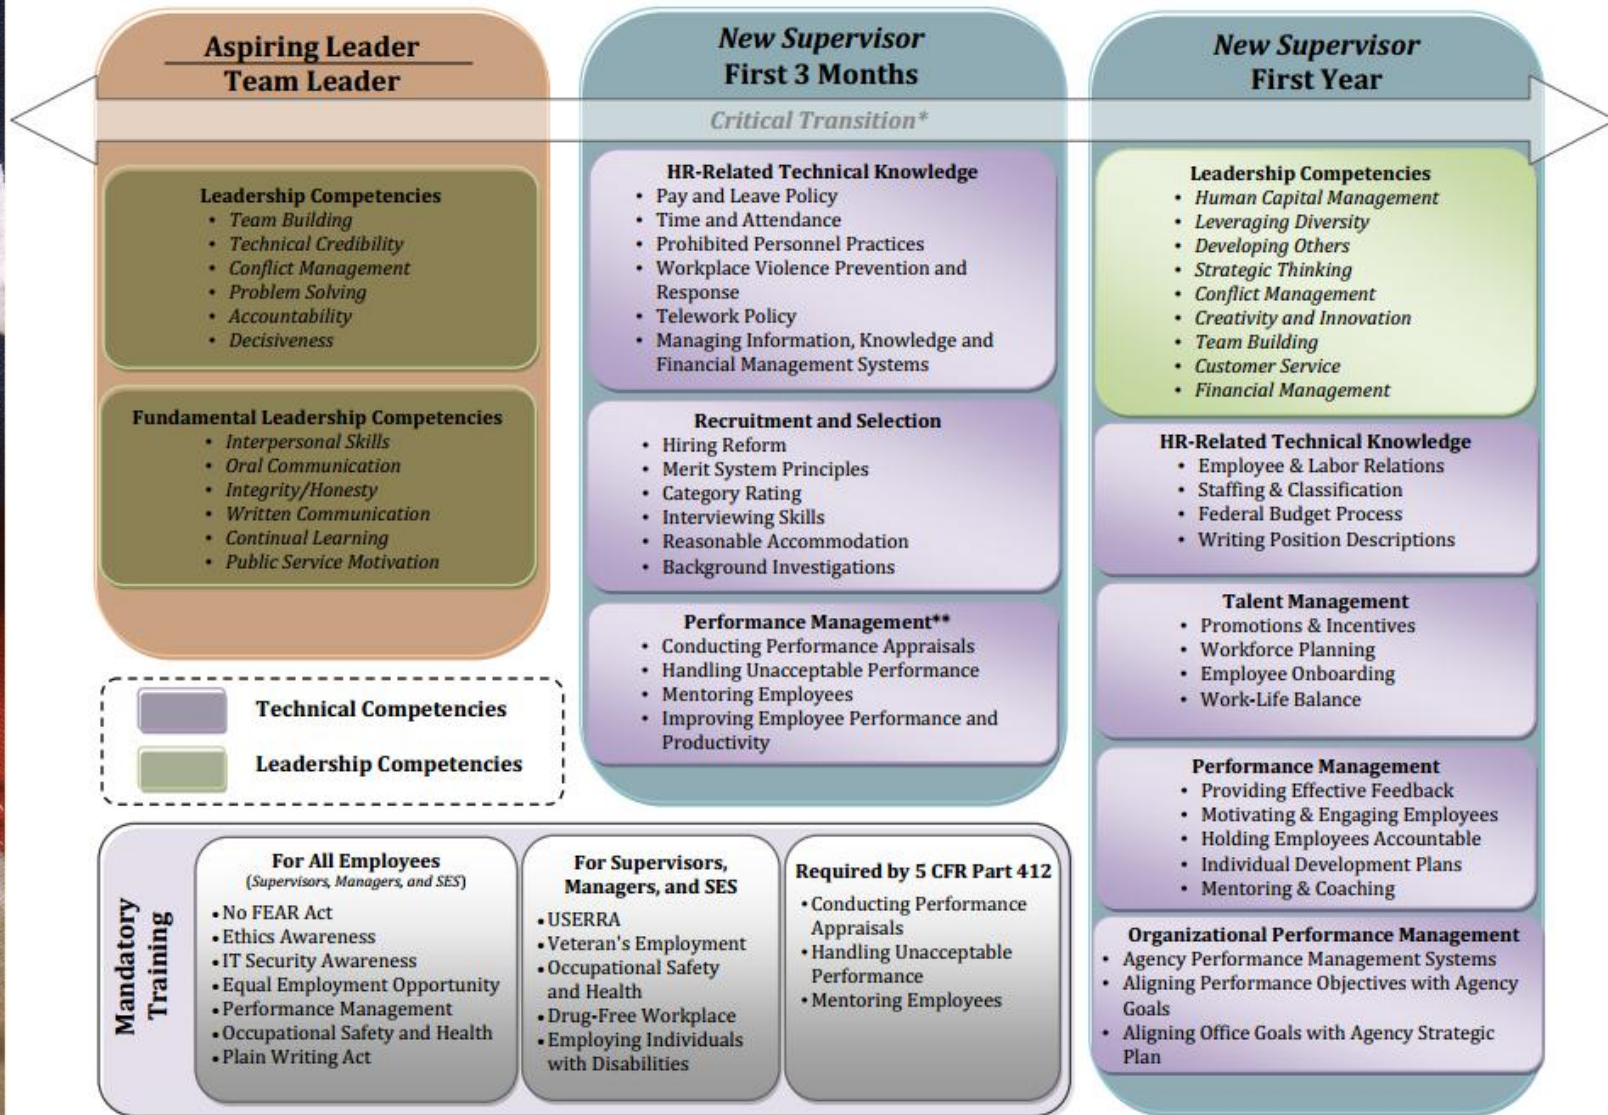 Aspiring Leader
Team Leader
New Supervisor
First 3 Months
New Supervisor
First Year
Critical Transition*
Leadership Competencies
• Team Building
• Technical Credibility
• Conflict Management
• Problem Solving
• Accountability
• Decisiveness
Fundamental Leadership Competencies
• Interpersonal Skills
• Oral Communication
• Integrity/Honesty
• Written Communication
• Continual Learning
• Public Service Motivation
HR-Related Technical Knowledge
• Pay and Leave Policy
• Time and Attendance
• Prohibited Personnel Practices
• Workplace Violence Prevention and
Response
• Telework Policy
• Managing Information, Knowledge and
Financial Management Systems
Recruitment and Selection
• Hiring Reform
• Merit System Principles
• Category Rating
• Interviewing Skills
• Reasonable Accommodation
• Background Investigations
Performance Management**
• Conducting Performance Appraisals
• Handling Unacceptable Performance
• Mentoring Employees
• Improving Employee Performance and
Productivity
Leadership Competencies
• Human Capital Management
• Leveraging Diversity
• Developing Others
• Strategic Thinking
• Conflict Management
• Creativity and Innovation
• Team Building
• Customer Service
• Financial Management
HR-Related Technical Knowledge
• Employee & Labor Relations
• Staffing & Classification
• Federal Budget Process
• Writing Position Descriptions
Talent Management
• Promotions & Incentives
• Workforce Planning
• Employee Onboarding
• Work-Life Balance
Performance Management
• Providing Effective Feedback
• Motivating & Engaging Employees
• Holding Employees Accountable
• Individual Development Plans
• Mentoring & Coaching
Organizational Performance Management
• Agency Performance Management Systems
• Aligning Performance Objectives with Agency
Goals
• Aligning Office Goals with Agency Strategic
Plan
Technical Competencies
Leadership Competencies
Mandatory
Training
For All Employees
(Supervisors, Managers, and SES)
• No FEAR Act
• Ethics Awareness
• IT Security Awareness
• Equal Employment Opportunity
• Performance Management
• Occupational Safety and Health
• Plain Writing Act
For Supervisors,
Managers, and SES
• USERRA
• Veteran's Employment
• Occupational Safety
and Health
• Drug-Free Workplace
• Employing Individuals
with Disabilities
Required by 5 CFR Part 412
• Conducting Performance
Appraisals
• Handling Unacceptable
Performance
• Mentoring Employees